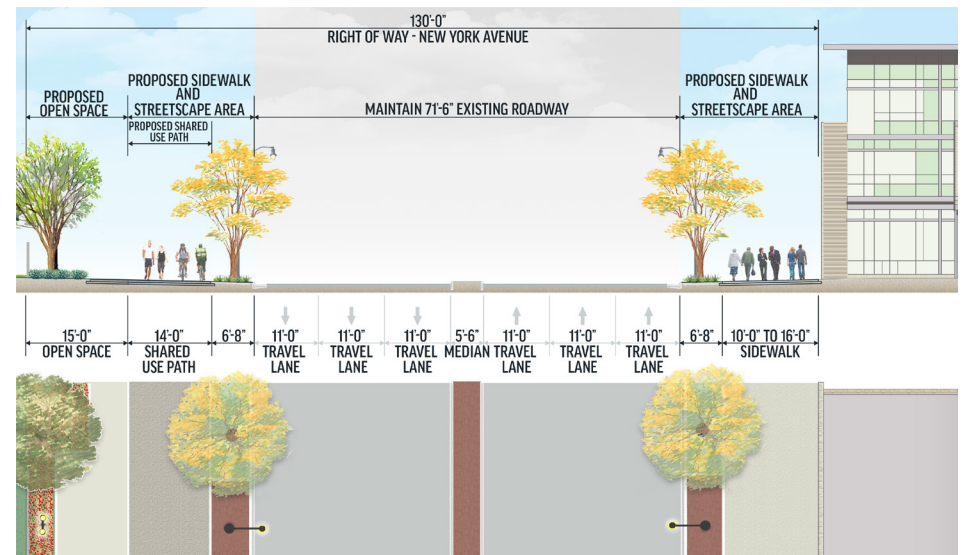 130'-0"
RIGHT OF WAY - NEW YORK AVENUE
PROPOSED
OPEN SPACE
PROPOSED SIDEWALK
AND
STREETSCAPE AREA
MAINTAIN 71'-6" EXISTING ROADWAY
PROPOSED SIDEWALK
AND
STREETSCAPE AREA
PROPOSED SHARED
USE PATH
15'-0"
OPEN SPACE
14'-0"
SHARED
USE PATH
6'-8"
11'-0"
TRAVEL
LANE
11'-0"
TRAVEL
LANE
11'-0"
TRAVEL
LANE
5'-6"
MEDIAN
11'-0"
TRAVEL
LANE
11'-0"
TRAVEL
LANE
11'-0"
TRAVEL
LANE
6'-8"
10'-0" TO 16'-0"
SIDEWALK